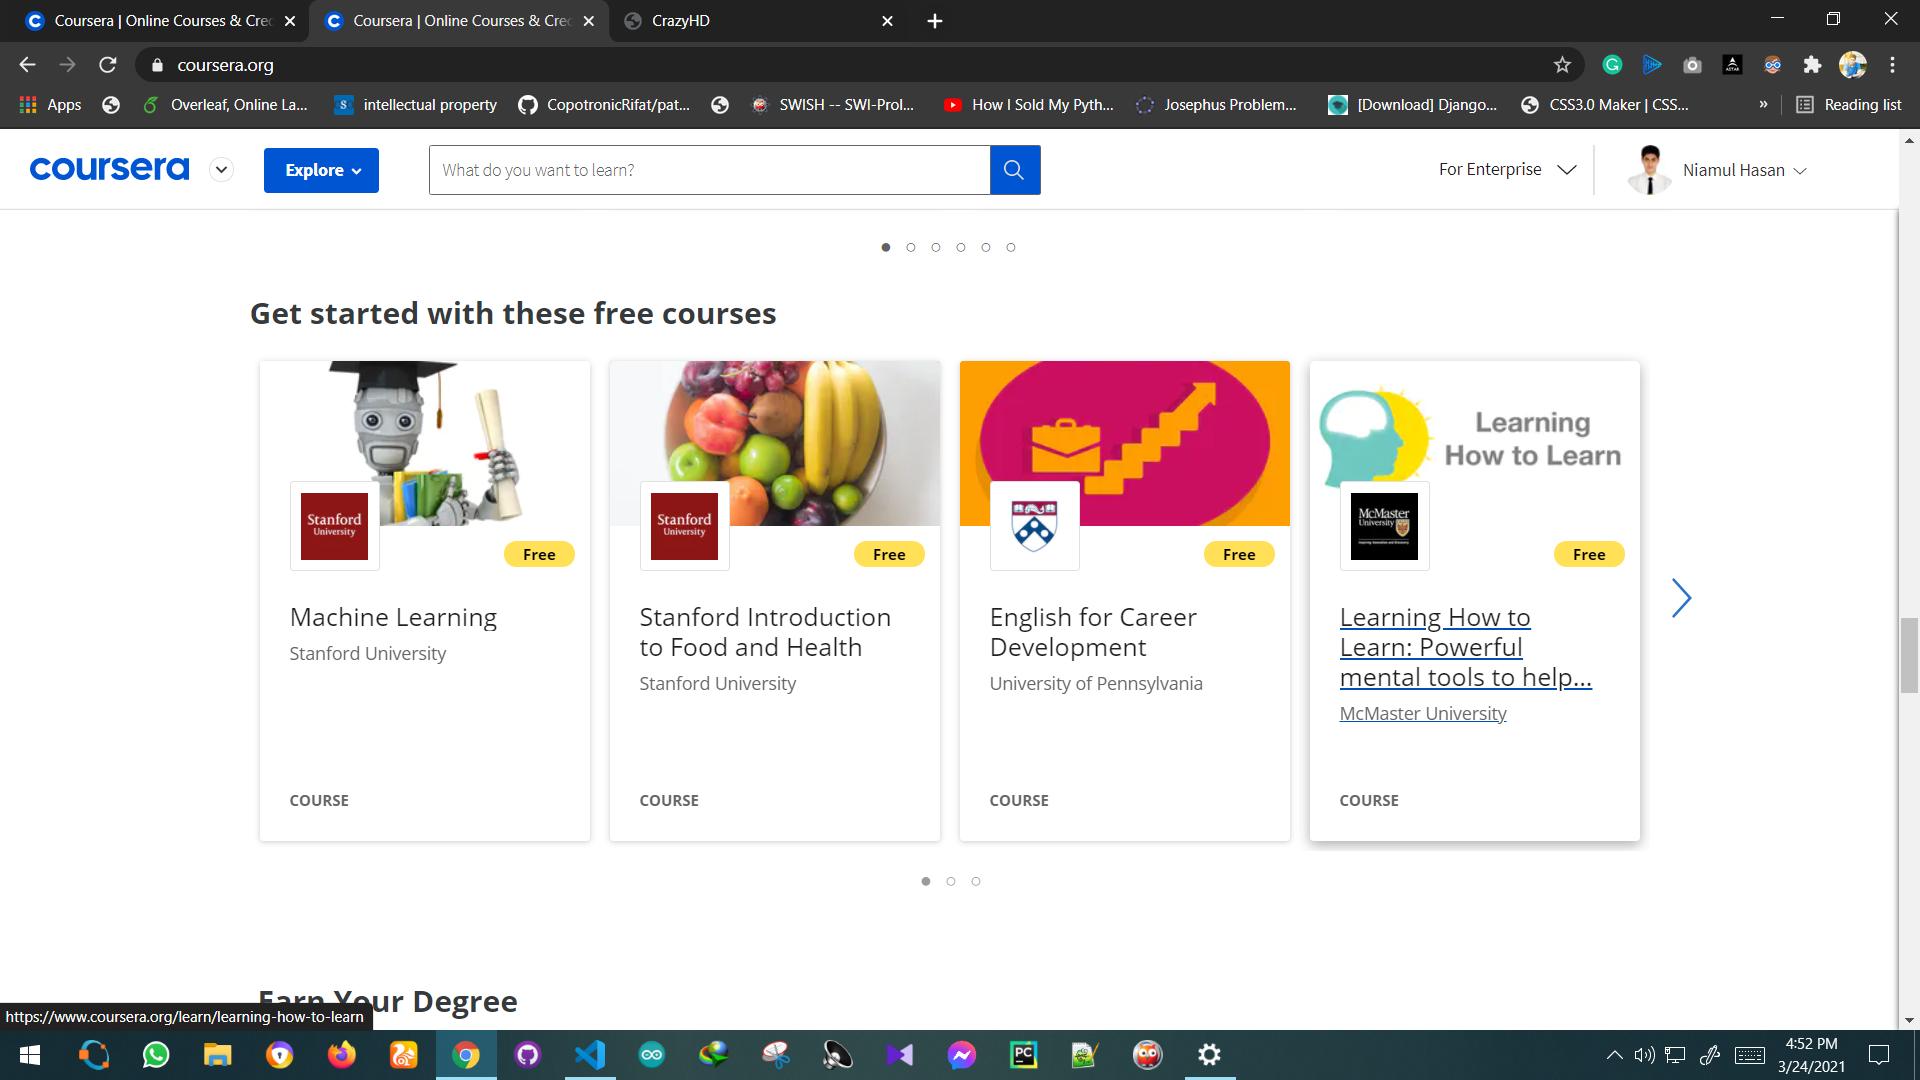 Coursera | Online Courses & Cre
Coursera | Online Courses & Cre
CrazyHD
coursera.org
Apps
Overleaf, Online La...
intellectual property
CopotronicRifat/pat...
SWISH -- SWI-Prol...
How I Sold My Pyth...
Josephus Problem...
[Download] Django...
CSS3.0 Maker | CSS...
»
Reading list
coursera
Explore
What do you want to learn?
For Enterprise
Niamul Hasan
Get started with these free courses
Learning
How to Learn
Stanford
University
Free
Stanford
University
Free
Free
McMaster
University
Free
Machine Learning
Stanford University
COURSE
Stanford Introduction
to Food and Health
Stanford University
COURSE
English for Career
Development
University of Pennsylvania
COURSE
Learning How to
Learn: Powerful
mental tools to help...
McMaster University
COURSE
Earn Your Degree
https://www.coursera.org/learn/learning-how-to-learn
PC
4:52 PM
3/24/2021